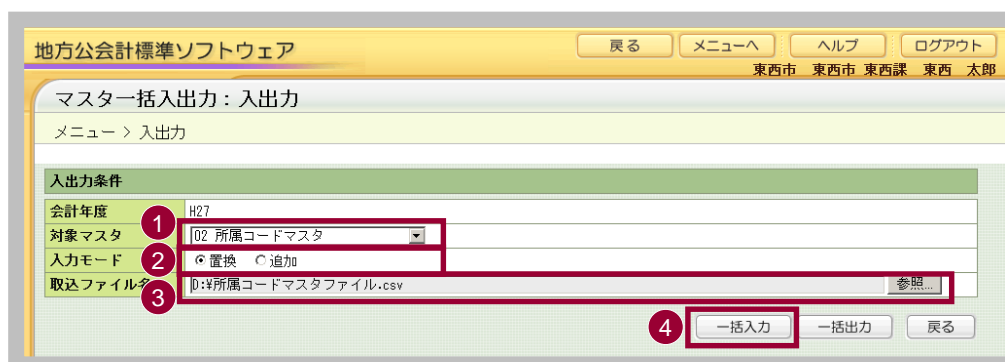 地方公会計標準ソフトウェア 戻る メニューへ ヘルプ ログアウト
東西市 東西市 東西課 東西 太郎
マスター括入出力：入出力
メニュー > 入出力
入出力条件
会計年度 H27
対象マスタ 1 02 所属コードマスタ
入力モード 2 置換 追加
取込ファイル名 3 D:¥所属コードマスタファイル.csv 参照...
4 一括入力 一括出力 戻る